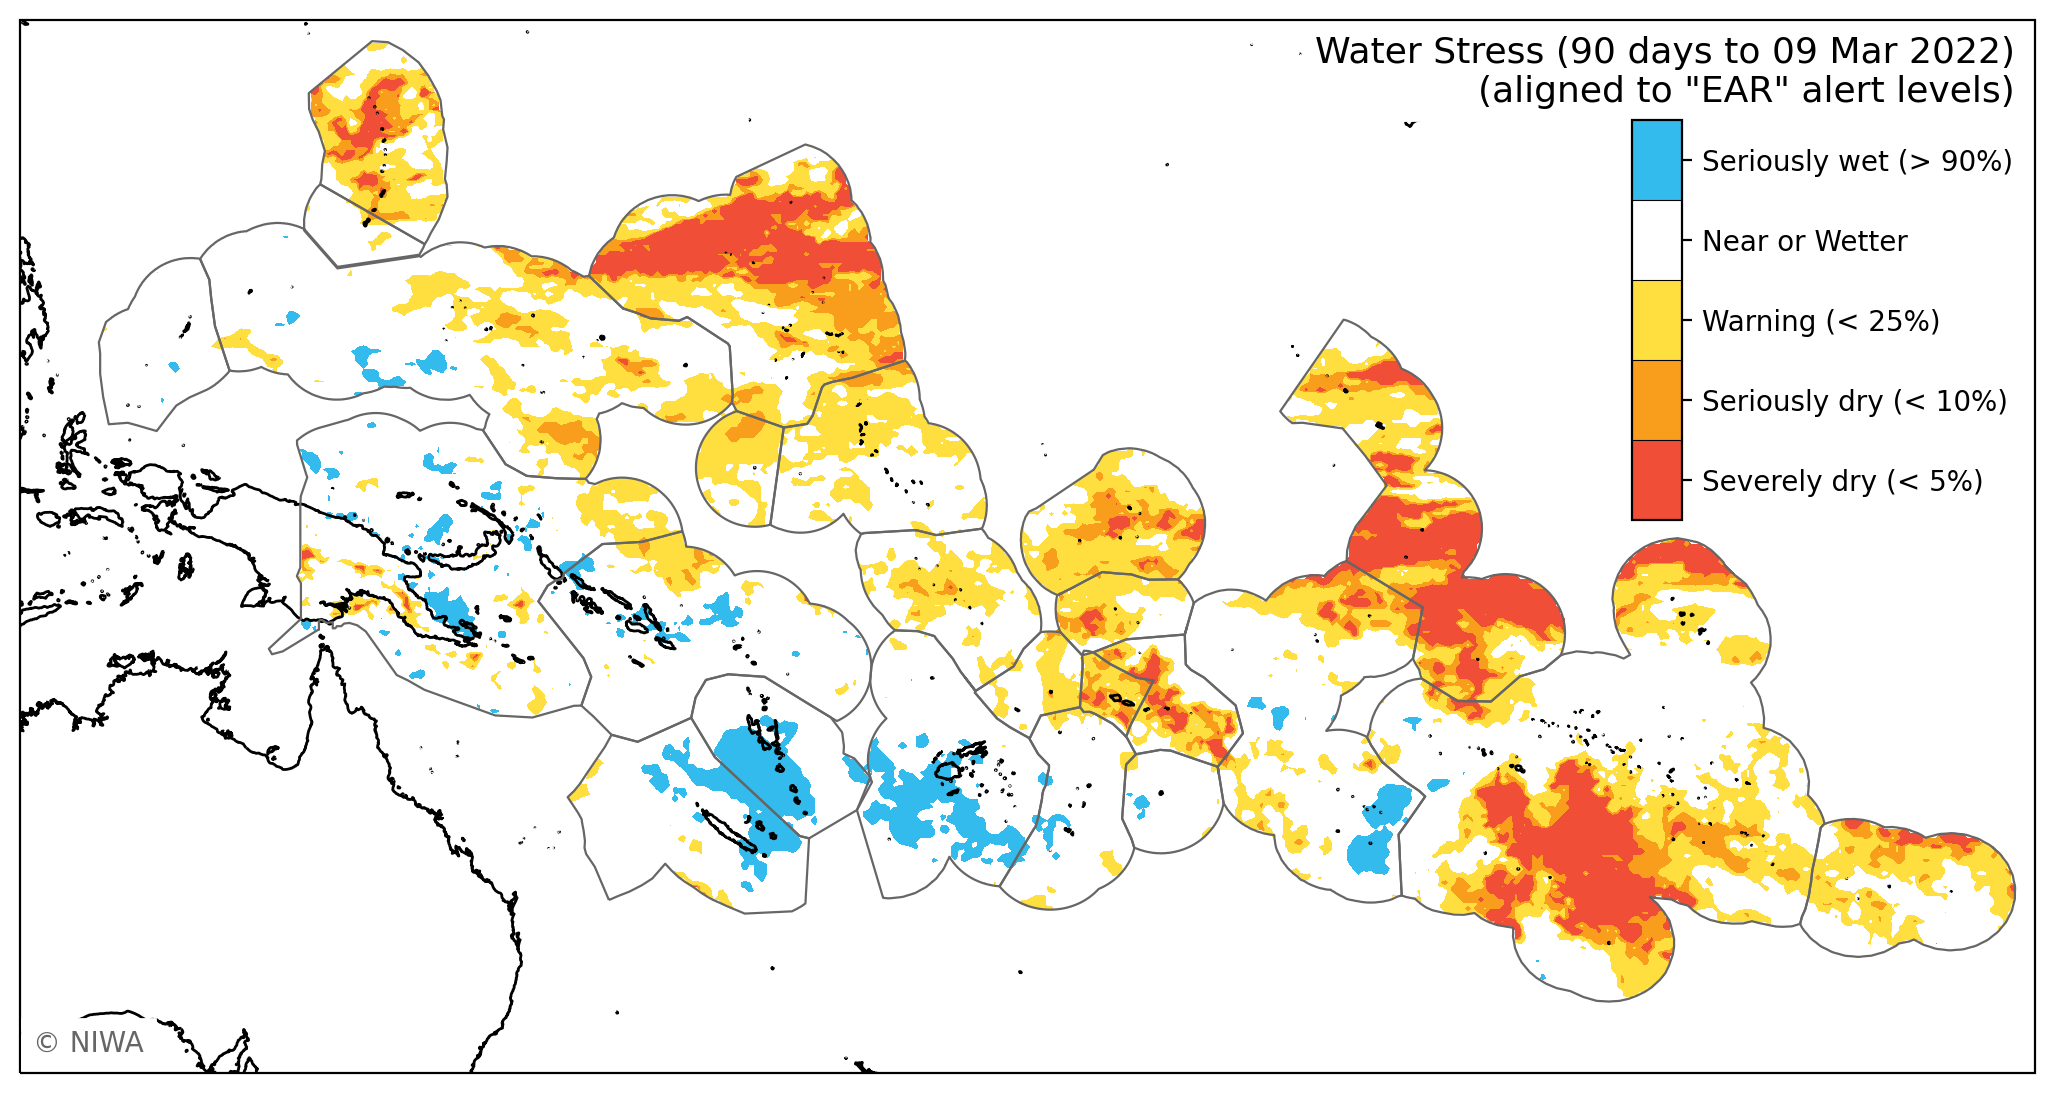 Water Stress (90 days to 09 Mar 2022)
(aligned to "EAR" alert levels)
Seriously wet (> 90%)
Near or Wetter
Warning (< 25%)
Seriously dry (< 10%)
Severely dry (< 5%)
© NIWA